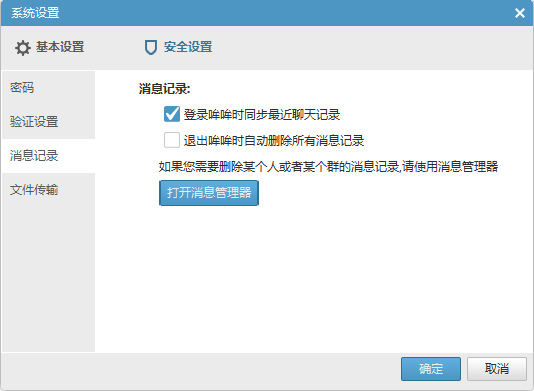 系统设置
基本设置
安全设置
密码
验证设置
消息记录
文件传输
消息记录:
登录哞哞时同步最近聊天记录
退出哞哞时自动删除所有消息记录
如果您需要删除某个人或者某个群的消息记录,请使用消息管理器
打开消息管理器
确定
取消